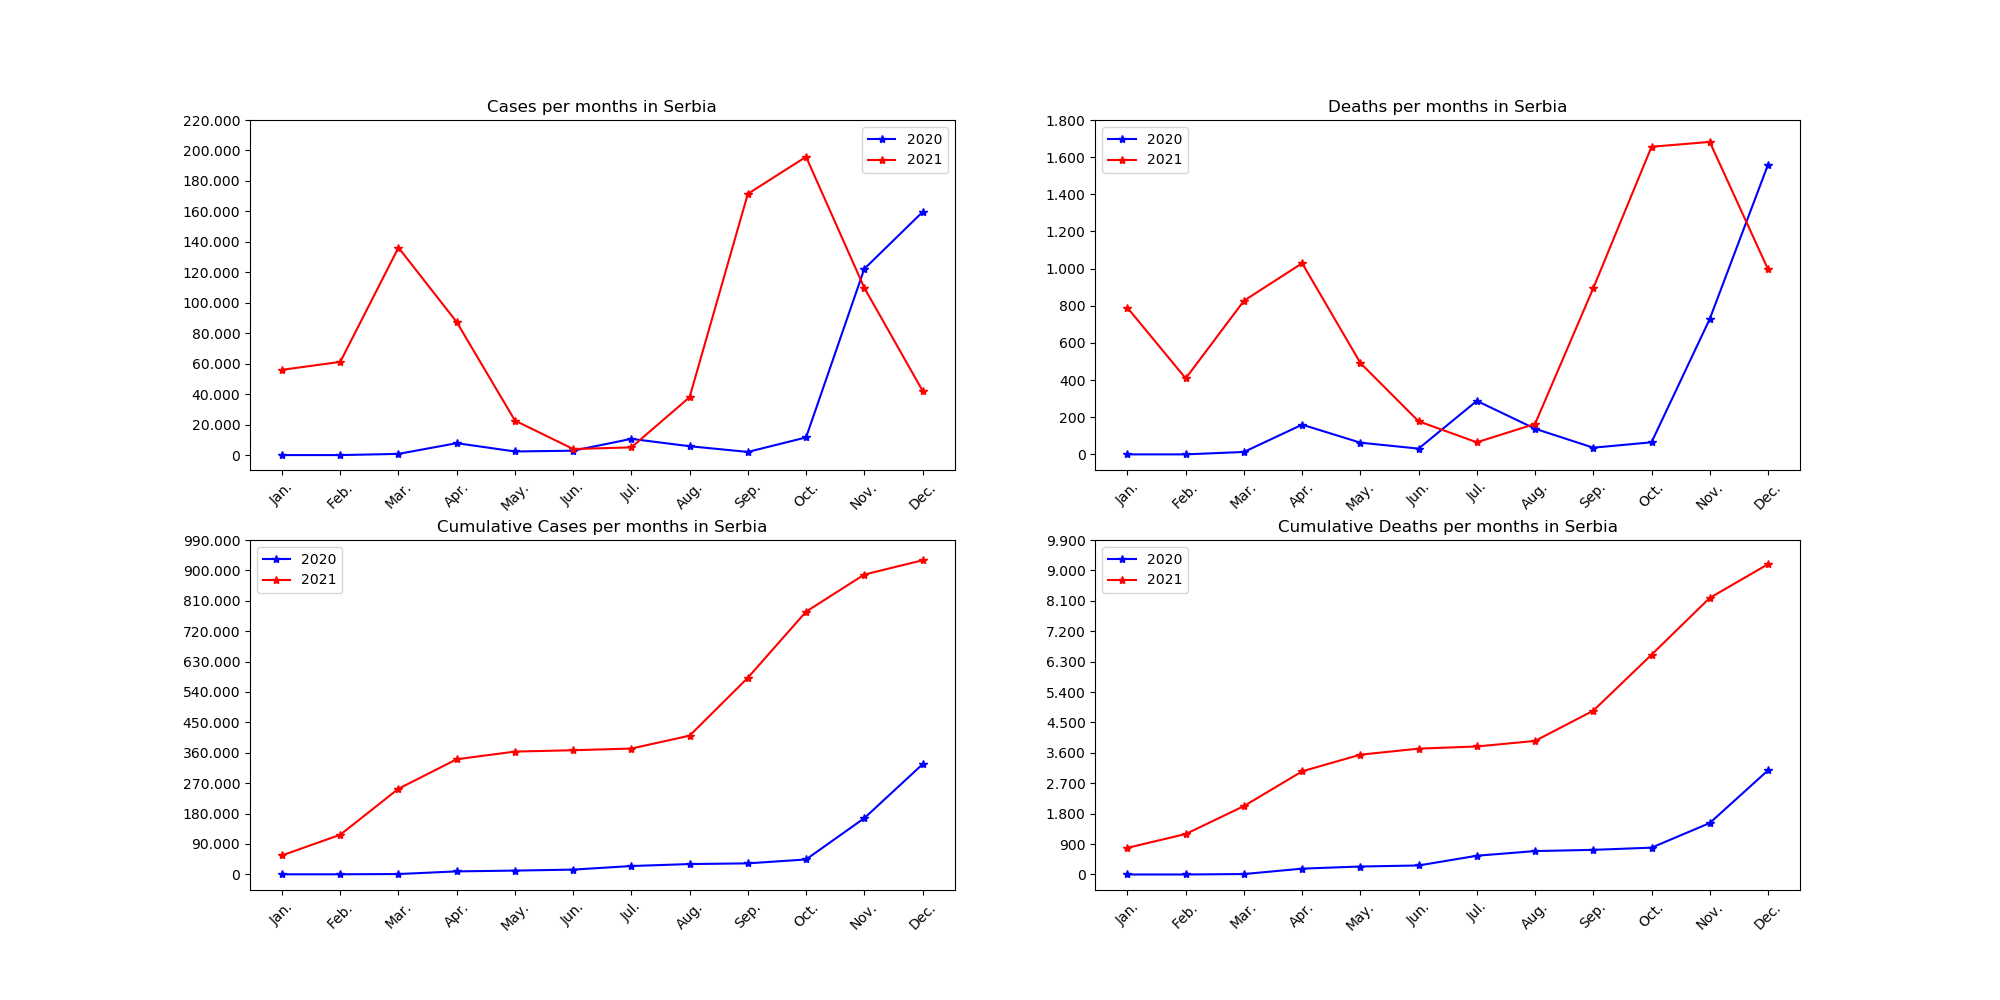 Cases per months in Serbia
220.000
200.000
180.000
160.000
140.000
120.000
100.000
80.000
60.000
40.000
20.000
0
2020
2021
Jan.
Feb.
Mar.
Apr.
May.
Jun.
Jul.
Aug.
Sep.
Oct.
Nov.
Dec.
Deaths per months in Serbia
1.800
1.600
1.400
1.200
1.000
800
600
400
200
0
2020
2021
Jan.
Feb.
Mar.
Apr.
May.
Jun.
Jul.
Aug.
Sep.
Oct.
Nov.
Dec.
Cumulative Cases per months in Serbia
990.000
900.000
810.000
720.000
630.000
540.000
450.000
360.000
270.000
180.000
90.000
0
2020
2021
Jan.
Feb.
Mar.
Apr.
May.
Jun.
Jul.
Aug.
Sep.
Oct.
Nov.
Dec.
Cumulative Deaths per months in Serbia
9.900
9.000
8.100
7.200
6.300
5.400
4.500
3.600
2.700
1.800
900
0
2020
2021
Jan.
Feb.
Mar.
Apr.
May.
Jun.
Jul.
Aug.
Sep.
Oct.
Nov.
Dec.